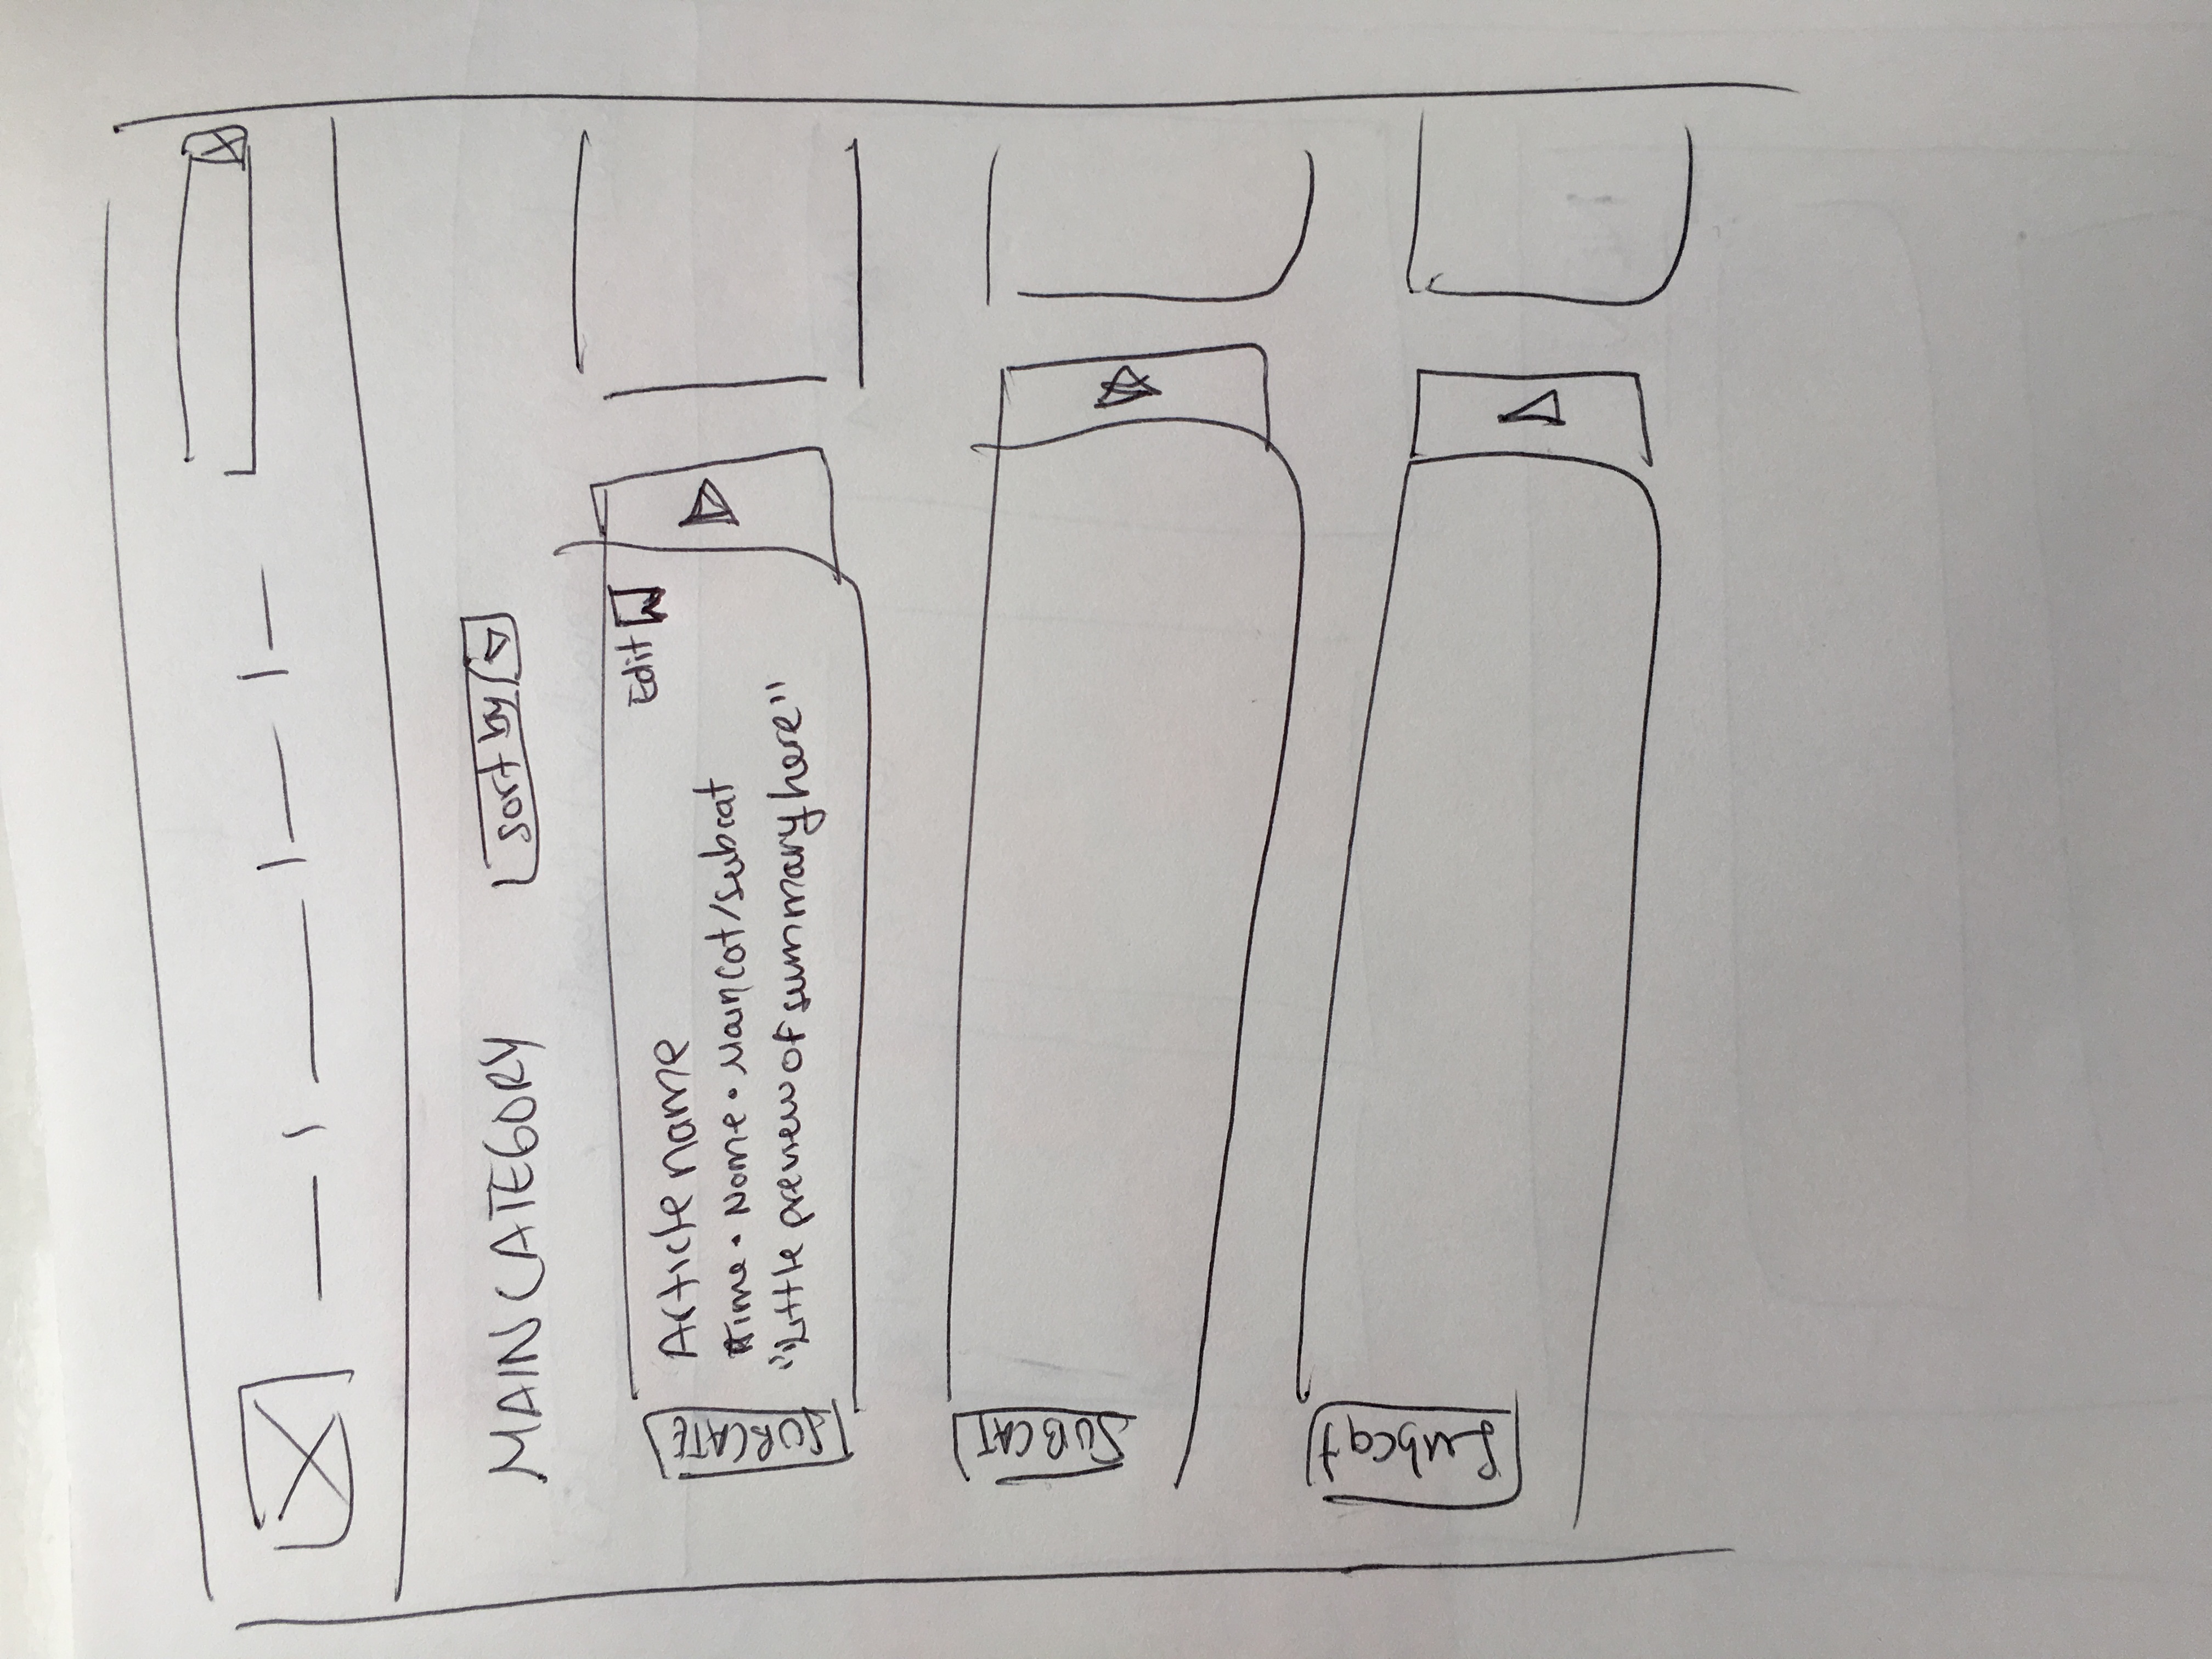 MAIN CATEGORY
sort by
SUBCATE
Edit
Article name
Time • Name • Main Cat/subcat
"Little preview of summary here"
SUBCAT
Subcat